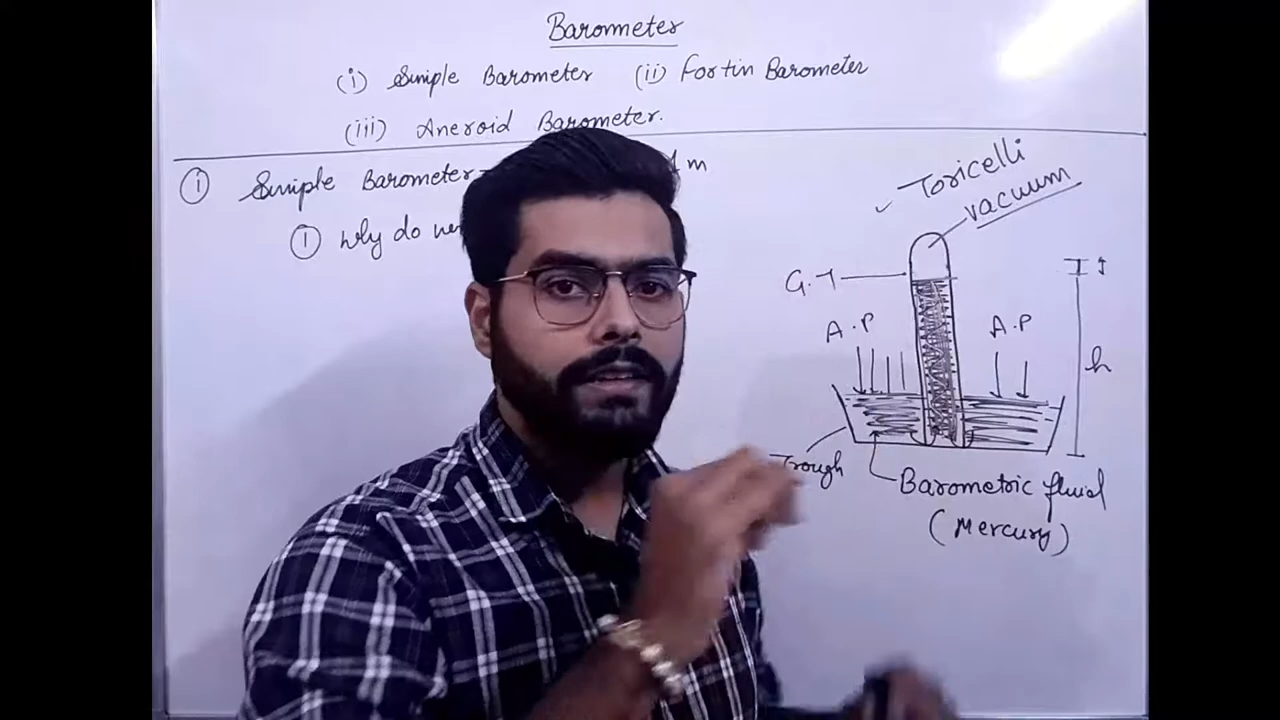 Barometer
(i) Simple Barometer (ii) Fortin Barometer
(iii) Aneroid Barometer.
① Simple Barometer- m
① Why do
✓ Toricelli
vacuum
G.T
A.P A.P
h
Trough
Barometric fluid
(Mercury)